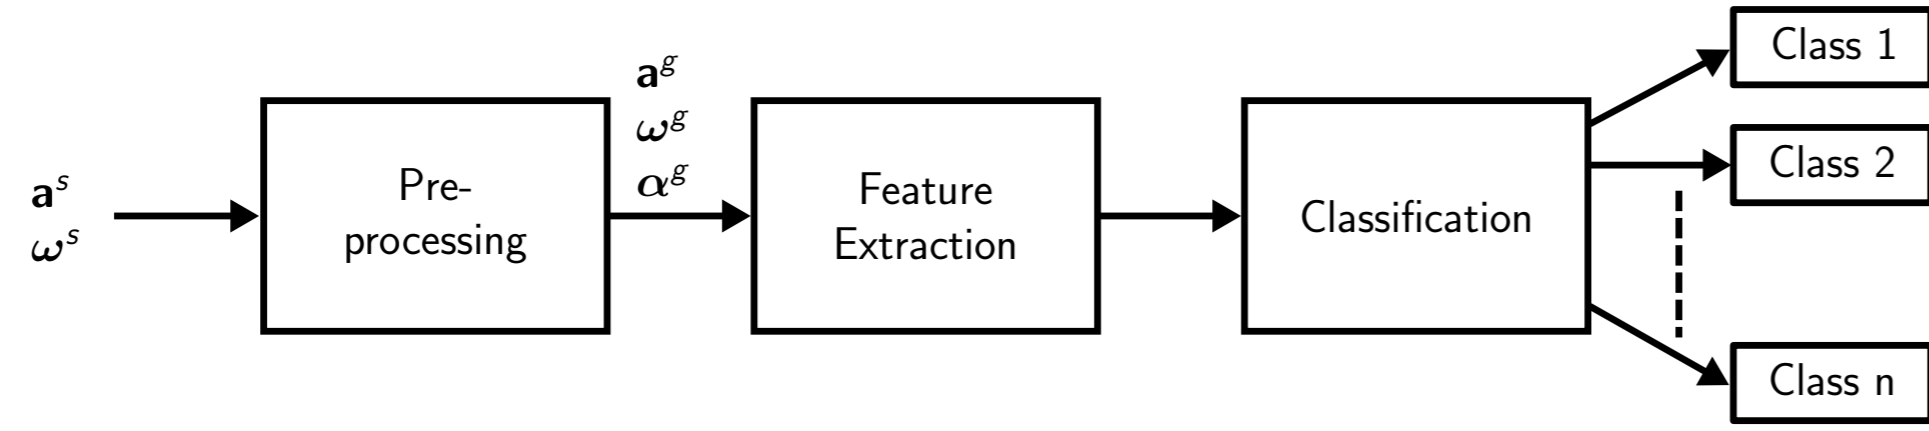 a^s
ω^s
Pre-
processing
a^g
ω^g
α^g
Feature
Extraction
Classification
Class 1
Class 2
Class n